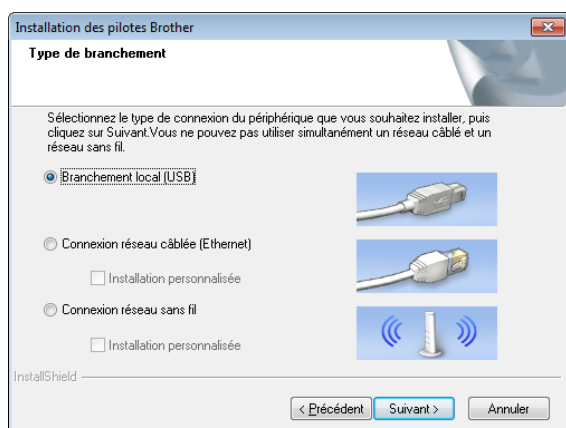 Installation des pilotes Brother
Type de branchement
Sélectionnez le type de connexion du périphérique que vous souhaitez installer, puis
cliquez sur Suivant.Vous ne pouvez pas utiliser simultanément un réseau câblé et un
réseau sans fil.
Branchement local (USB)
Connexion réseau câblée (Ethernet)
Installation personnalisée
Connexion réseau sans fil
Installation personnalisée
InstallShield
< Précédent Suivant > Annuler